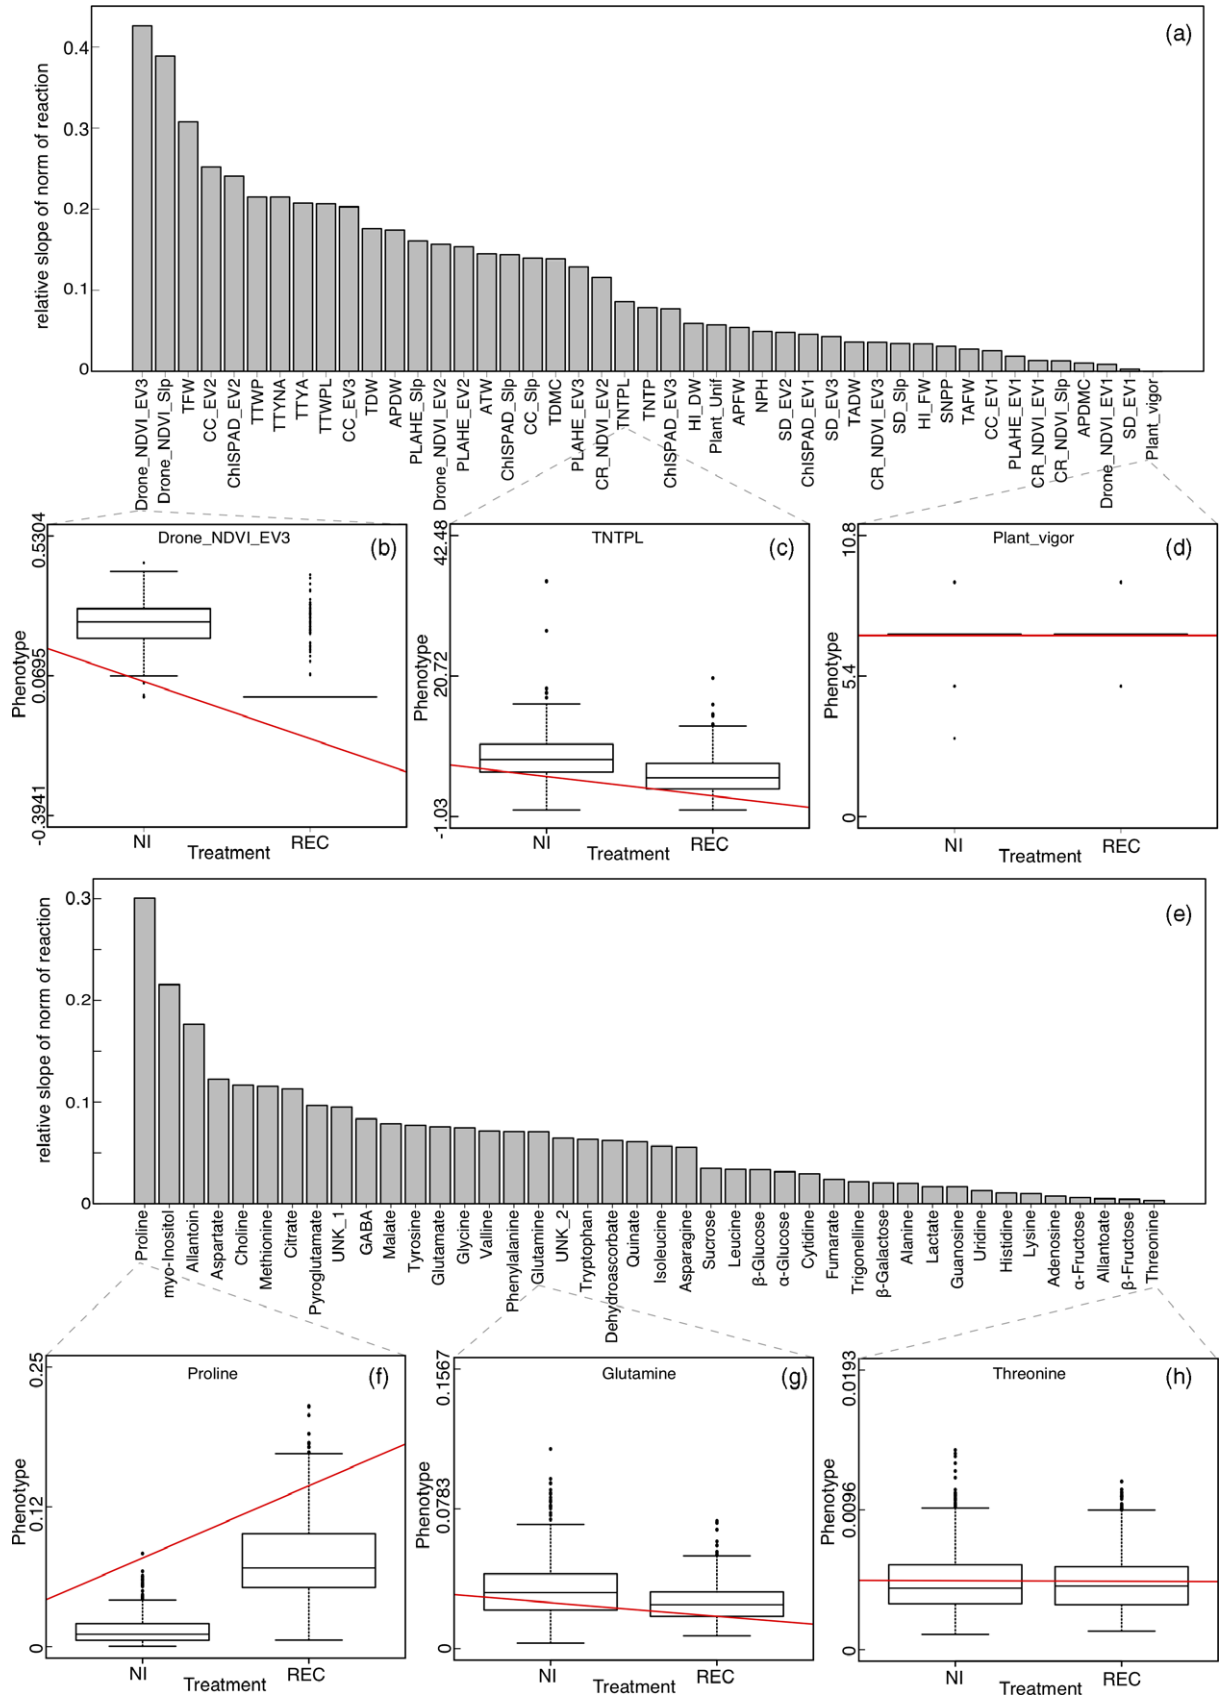 (a)
relative slope of norm of reaction
0.4
0.3
0.2
0.1
0
Drone_NDVI_EV3
Drone_NDVI_Slp
TFW
CC_EV2
ChlSPAD_EV2
TTWP
TTYNA
TTYA
TTWPL
CC_EV3
TDW
APDW
PLAHE_Slp
Drone_NDVI_EV2
PLAHE_EV2
ATW
ChlSPAD_Slp
CC_Slp
TDMC
PLAHE_EV3
CR_NDVI_EV2
TNTPL
TNTP
ChlSPAD_EV3
HI_DW
Plant_Unif
APFW
NPH
SD_EV2
ChlSPAD_EV1
SD_EV3
TADW
CR_NDVI_EV3
SD_Slp
HI_FW
SNPP
TAFW
CC_EV1
PLAHE_EV1
CR_NDVI_EV1
CR_NDVI_Slp
APDMC
Drone_NDVI_EV1
SD_EV1
Plant_vigor
Drone_NDVI_EV3
(b)
Phenotype
0.5304
0.0695
-0.3941
NI
REC
Treatment
TNTPL
(c)
Phenotype
42.48
20.72
-1.03
NI
REC
Treatment
Plant_vigor
(d)
Phenotype
10.8
5.4
0
NI
REC
Treatment
(e)
relative slope of norm of reaction
0.3
0.2
0.1
0
Proline
myo-Inositol
Allantoin
Aspartate
Choline
Methionine
Citrate
Pyroglutamate
UNK_1
GABA
Malate
Tyrosine
Glutamate
Glycine
Valline
Phenylalanine
Glutamine
UNK_2
Tryptophan
Dehydroascorbate
Quinate
Isoleucine
Asparagine
Sucrose
Leucine
β-Glucose
α-Glucose
Cytidine
Fumarate
Trigonelline
β-Galactose
Alanine
Lactate
Guanosine
Uridine
Histidine
Lysine
Adenosine
α-Fructose
Allantoate
β-Fructose
Threonine
Proline
(f)
Phenotype
0.25
0.12
0
NI
REC
Treatment
Glutamine
(g)
Phenotype
0.1567
0.0783
0
NI
REC
Treatment
Threonine
(h)
Phenotype
0.0193
0.0096
0
NI
REC
Treatment